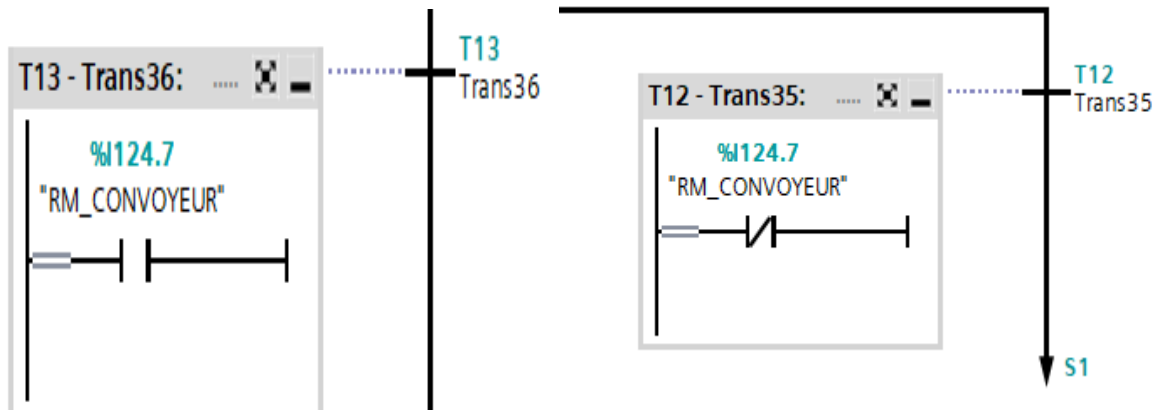 T13 - Trans36: .....
%I124.7
"RM_CONVOYEUR"
T13
Trans36
T12 - Trans35: .....
%I124.7
"RM_CONVOYEUR"
T12
Trans35
S1